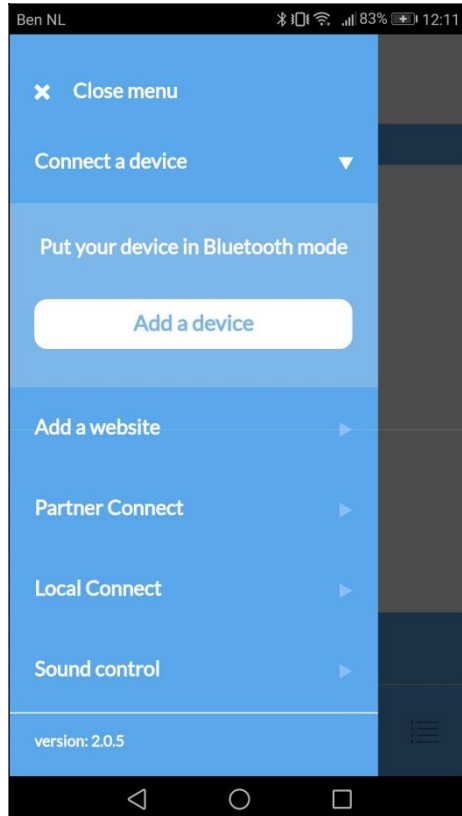 Ben NL 83% 12:11
Close menu
Connect a device
Put your device in Bluetooth mode
Add a device
Add a website
Partner Connect
Local Connect
Sound control
version: 2.0.5